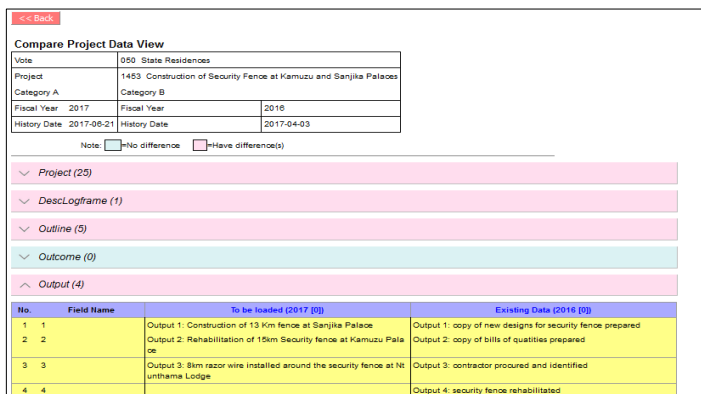 << Back
Compare Project Data View
Vote 050 State Residences
Project 1453 Construction of Security Fence at Kamuzu and Sanjika Palaces
Category A Category B
Fiscal Year 2017 Fiscal Year 2016
History Date 2017-06-21 History Date 2017-04-03
Note: =No difference =Have difference(s)
Project (25)
DescLogframe (1)
Outline (5)
Outcome (0)
Output (4)
No. Field Name To be loaded (2017 [0]) Existing Data (2016 [0])
1 1 Output 1: Construction of 13 Km fence at Sanjika Palace Output 1: copy of new designs for security fence prepared
2 2 Output 2: Rehabilitation of 15km Security fence at Kamuzu Pala Output 2: copy of bills of quatities prepared
ce
3 3 Output 3: 8km razor wire installed around the security fence at Nt Output 3: contractor procured and identified
unthama Lodge
4 4 Output 4: security fence rehabilitated